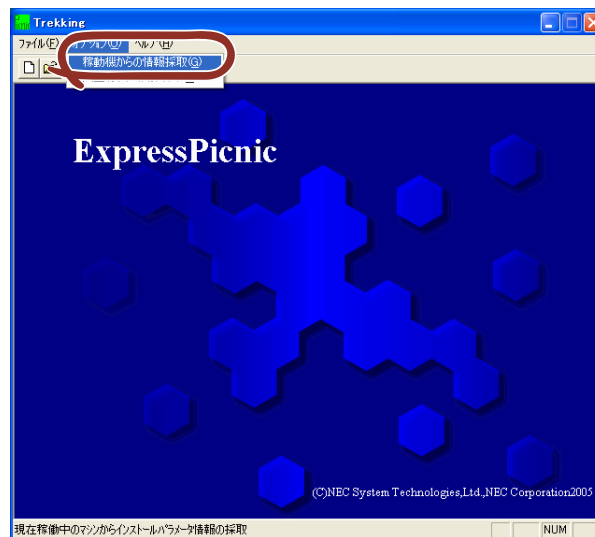 Trekking
ファイル(F) オプション(O) ヘルプ(H)
稼動機からの情報採取(G)
ExpressPicnic
(C)NEC System Technologies,Ltd.,NEC Corporation2005
現在稼働中のマシンからインストールパラメータ情報の採取
NUM